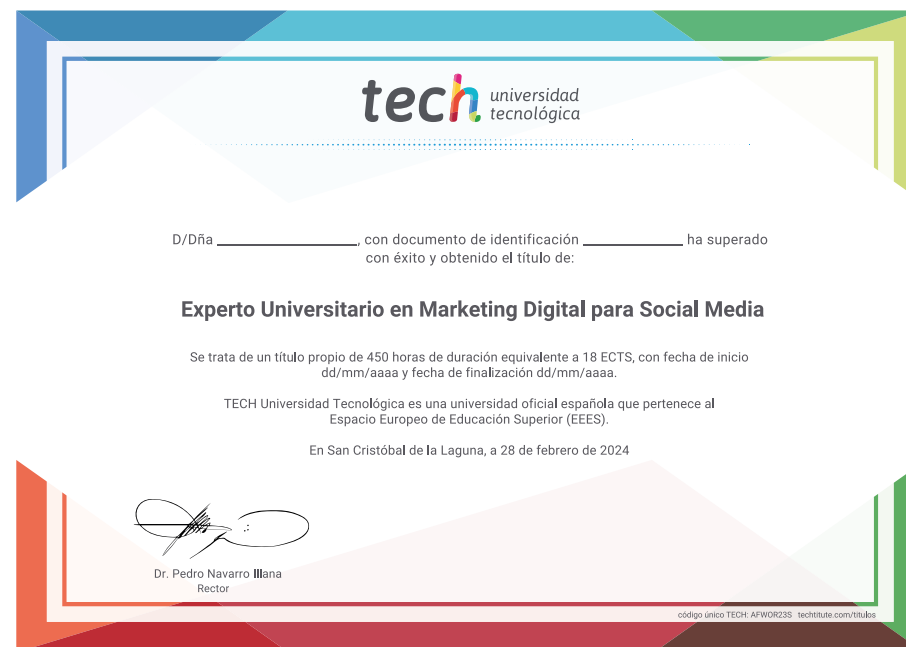 tech universidad
tecnológica
D/Dña ____________________, con documento de identificación ______________ ha superado
con éxito y obtenido el título de:
Experto Universitario en Marketing Digital para Social Media
Se trata de un título propio de 450 horas de duración equivalente a 18 ECTS, con fecha de inicio
dd/mm/aaaa y fecha de finalización dd/mm/aaaa.
TECH Universidad Tecnológica es una universidad oficial española que pertenece al
Espacio Europeo de Educación Superior (EEES).
En San Cristóbal de la Laguna, a 28 de febrero de 2024
Dr. Pedro Navarro Illana
Rector
código único TECH: AFWOR23S techtitute.com/titulos